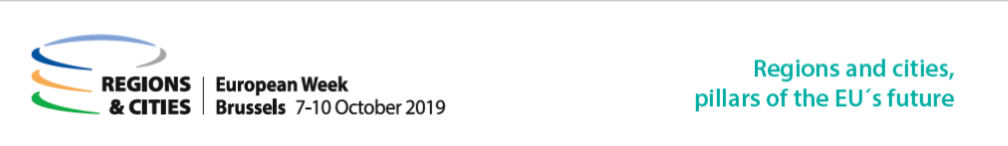 REGIONS
& CITIES
European Week
Brussels 7-10 October 2019
Regions and cities,
pillars of the EU´s future